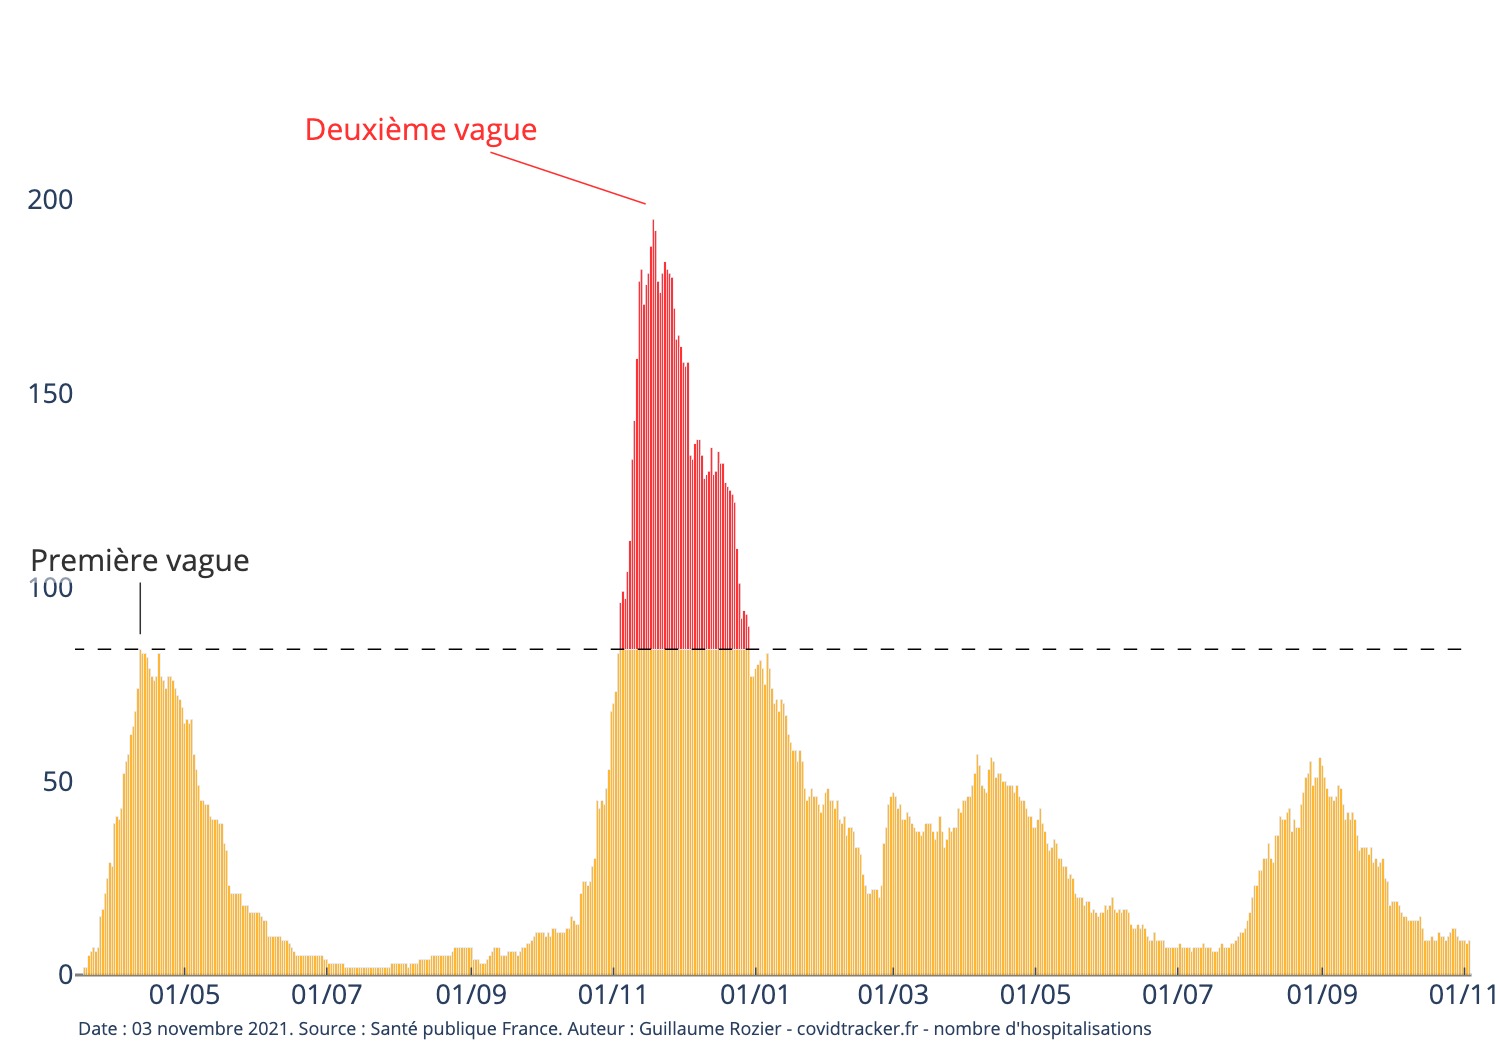 Deuxième vague
200
150
Première vague
100
50
0
01/05 01/07 01/09 01/11 01/01 01/03 01/05 01/07 01/09 01/11
Date : 03 novembre 2021. Source : Santé publique France. Auteur : Guillaume Rozier - covidtracker.fr - nombre d'hospitalisations